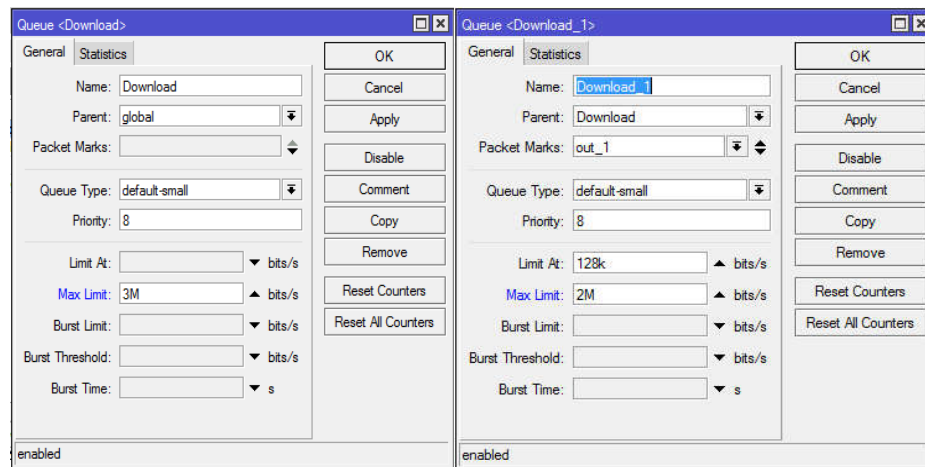 Queue <Download>
General Statistics
Name: Download
Parent: global
Packet Marks:
Queue Type: default-small
Priority: 8
Limit At: bits/s
Max Limit: 3M bits/s
Burst Limit: bits/s
Burst Threshold: bits/s
Burst Time: s
OK
Cancel
Apply
Disable
Comment
Copy
Remove
Reset Counters
Reset All Counters
enabled
Queue <Download_1>
General Statistics
Name: Download_1
Parent: Download
Packet Marks: out_1
Queue Type: default-small
Priority: 8
Limit At: 128k bits/s
Max Limit: 2M bits/s
Burst Limit: bits/s
Burst Threshold: bits/s
Burst Time: s
OK
Cancel
Apply
Disable
Comment
Copy
Remove
Reset Counters
Reset All Counters
enabled